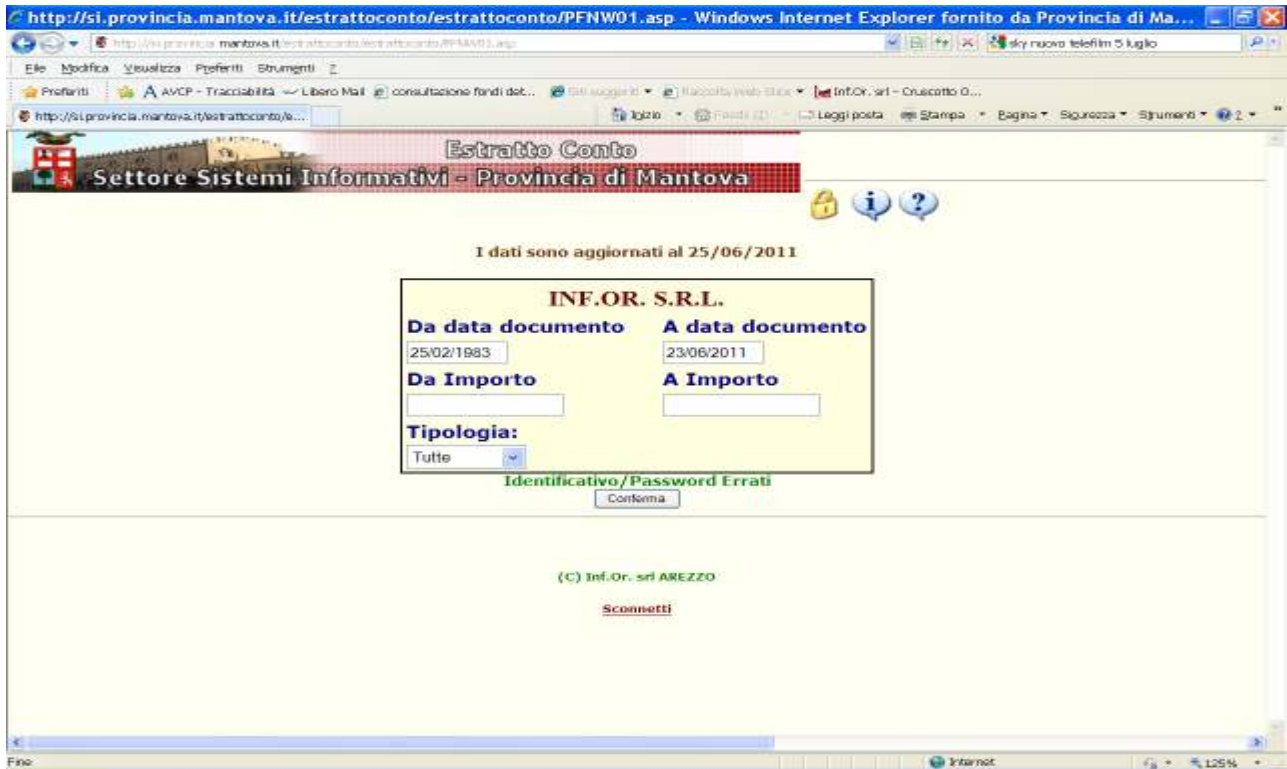 http://si.provincia.mantova.it/estrattoconto/estrattoconto/PFNW01.asp - Windows Internet Explorer fornito da Provincia di Ma...
mantova.it sky nuovo telefilm 5 luglio
File Modifica Visualizza Preferiti Strumenti ?
Preferiti AVCP - Tracciabilità Libero Mail consultazione fondi det... Inf.Or. srl - Cruscotto O...
http://si.provincia.mantova.it/estrattoconto/e... Inizio Leggi posta Stampa Pagina Sicurezza Strumenti
Estratto Conto
Settore Sistemi Informativi - Provincia di Mantova
i ?
I dati sono aggiornati al 25/06/2011
INF.OR. S.R.L.
Da data documento A data documento
25/02/1983 23/06/2011
Da Importo A Importo
Tipologia:
Tutte
Identificativo/Password Errati
Conferma
(C) Inf.Or. srl AREZZO
Sconnetti
Fine Internet 125%